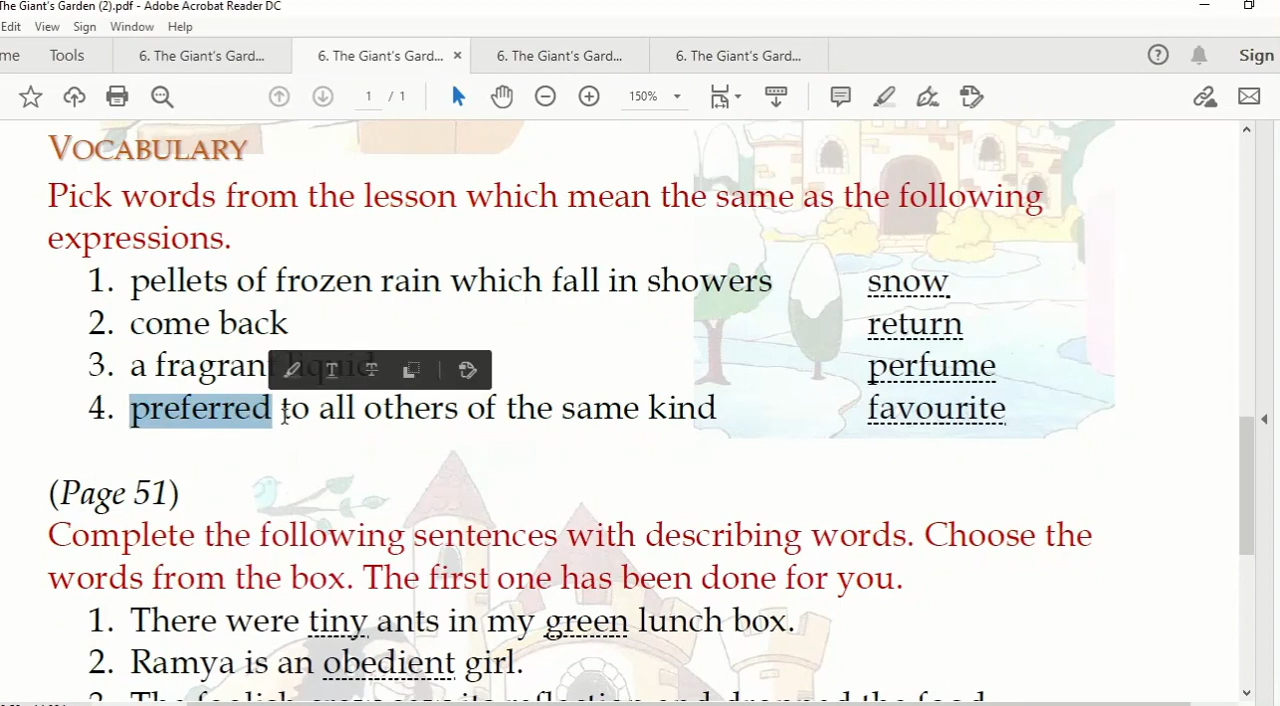 The Giant's Garden (2).pdf - Adobe Acrobat Reader DC
Edit View Sign Window Help
me Tools 6. The Giant's Gard... 6. The Giant's Gard... × 6. The Giant's Gard... 6. The Giant's Gard... Sign
1 / 1 150%
VOCABULARY
Pick words from the lesson which mean the same as the following
expressions.
1. pellets of frozen rain which fall in showers snow
2. come back return
3. a fragrant liquid perfume
4. preferred to all others of the same kind favourite
(Page 51)
Complete the following sentences with describing words. Choose the
words from the box. The first one has been done for you.
1. There were tiny ants in my green lunch box.
2. Ramya is an obedient girl.